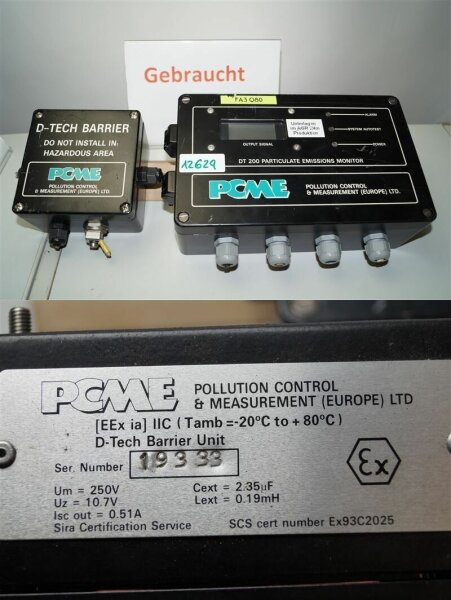 Gebraucht
D-TECH BARRIER
DO NOT INSTALL IN:
HAZARDOUS AREA
PCME
POLLUTION CONTROL
& MEASUREMENT (EUROPE) LTD.
FA3 Q80
ALARM
SYSTEM AUTOTEST
POWER
OUTPUT SIGNAL
DT 200 PARTICULATE EMISSIONS MONITOR
12629
PCME
POLLUTION CONTROL
& MEASUREMENT (EUROPE) LTD.
PCME POLLUTION CONTROL
& MEASUREMENT (EUROPE) LTD
[EEx ia] IIC (Tamb =-20°C to +80°C)
D-Tech Barrier Unit
Ser. Number 19333
Ex
Um = 250V
Cext = 2.35uF
Uz = 10.7V
Lext = 0.19mH
Isc out = 0.51A
Sira Certification Service
SCS cert number Ex93C2025